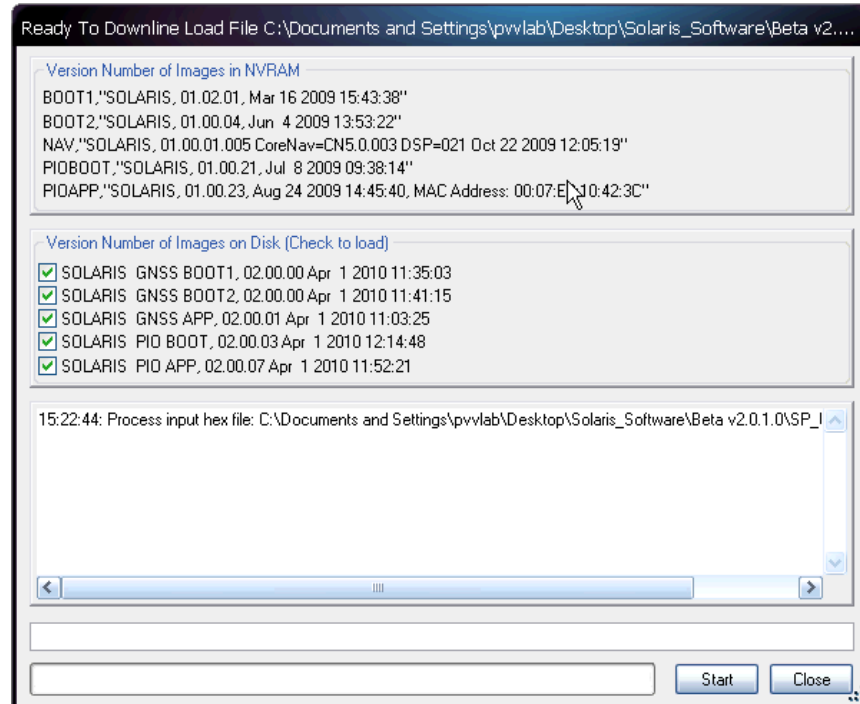 Ready To Downline Load File C:\Documents and Settings\pvvlab\Desktop\Solaris_Software\Beta v2....
Version Number of Images in NVRAM
BOOT1,"SOLARIS, 01.02.01, Mar 16 2009 15:43:38"
BOOT2,"SOLARIS, 01.00.04, Jun  4 2009 13:53:22"
NAV,"SOLARIS, 01.00.01.005 CoreNav=CN5.0.003 DSP=021 Oct 22 2009 12:05:19"
PIOBOOT,"SOLARIS, 01.00.21, Jul  8 2009 09:38:14"
PIOAPP,"SOLARIS, 01.00.23, Aug 24 2009 14:45:40, MAC Address: 10:42:3C"
Version Number of Images on Disk (Check to load)
SOLARIS  GNSS BOOT1, 02.00.00 Apr  1 2010 11:35:03
SOLARIS  GNSS BOOT2, 02.00.00 Apr  1 2010 11:41:15
SOLARIS  GNSS APP, 02.00.01 Apr  1 2010 11:03:25
SOLARIS  PIO BOOT, 02.00.03 Apr  1 2010 12:14:48
SOLARIS  PIO APP, 02.00.07 Apr  1 2010 11:52:21
15:22:44: Process input hex file: C:\Documents and Settings\pvvlab\Desktop\Solaris_Software\Beta v2.0.1.0\SP_
Start
Close